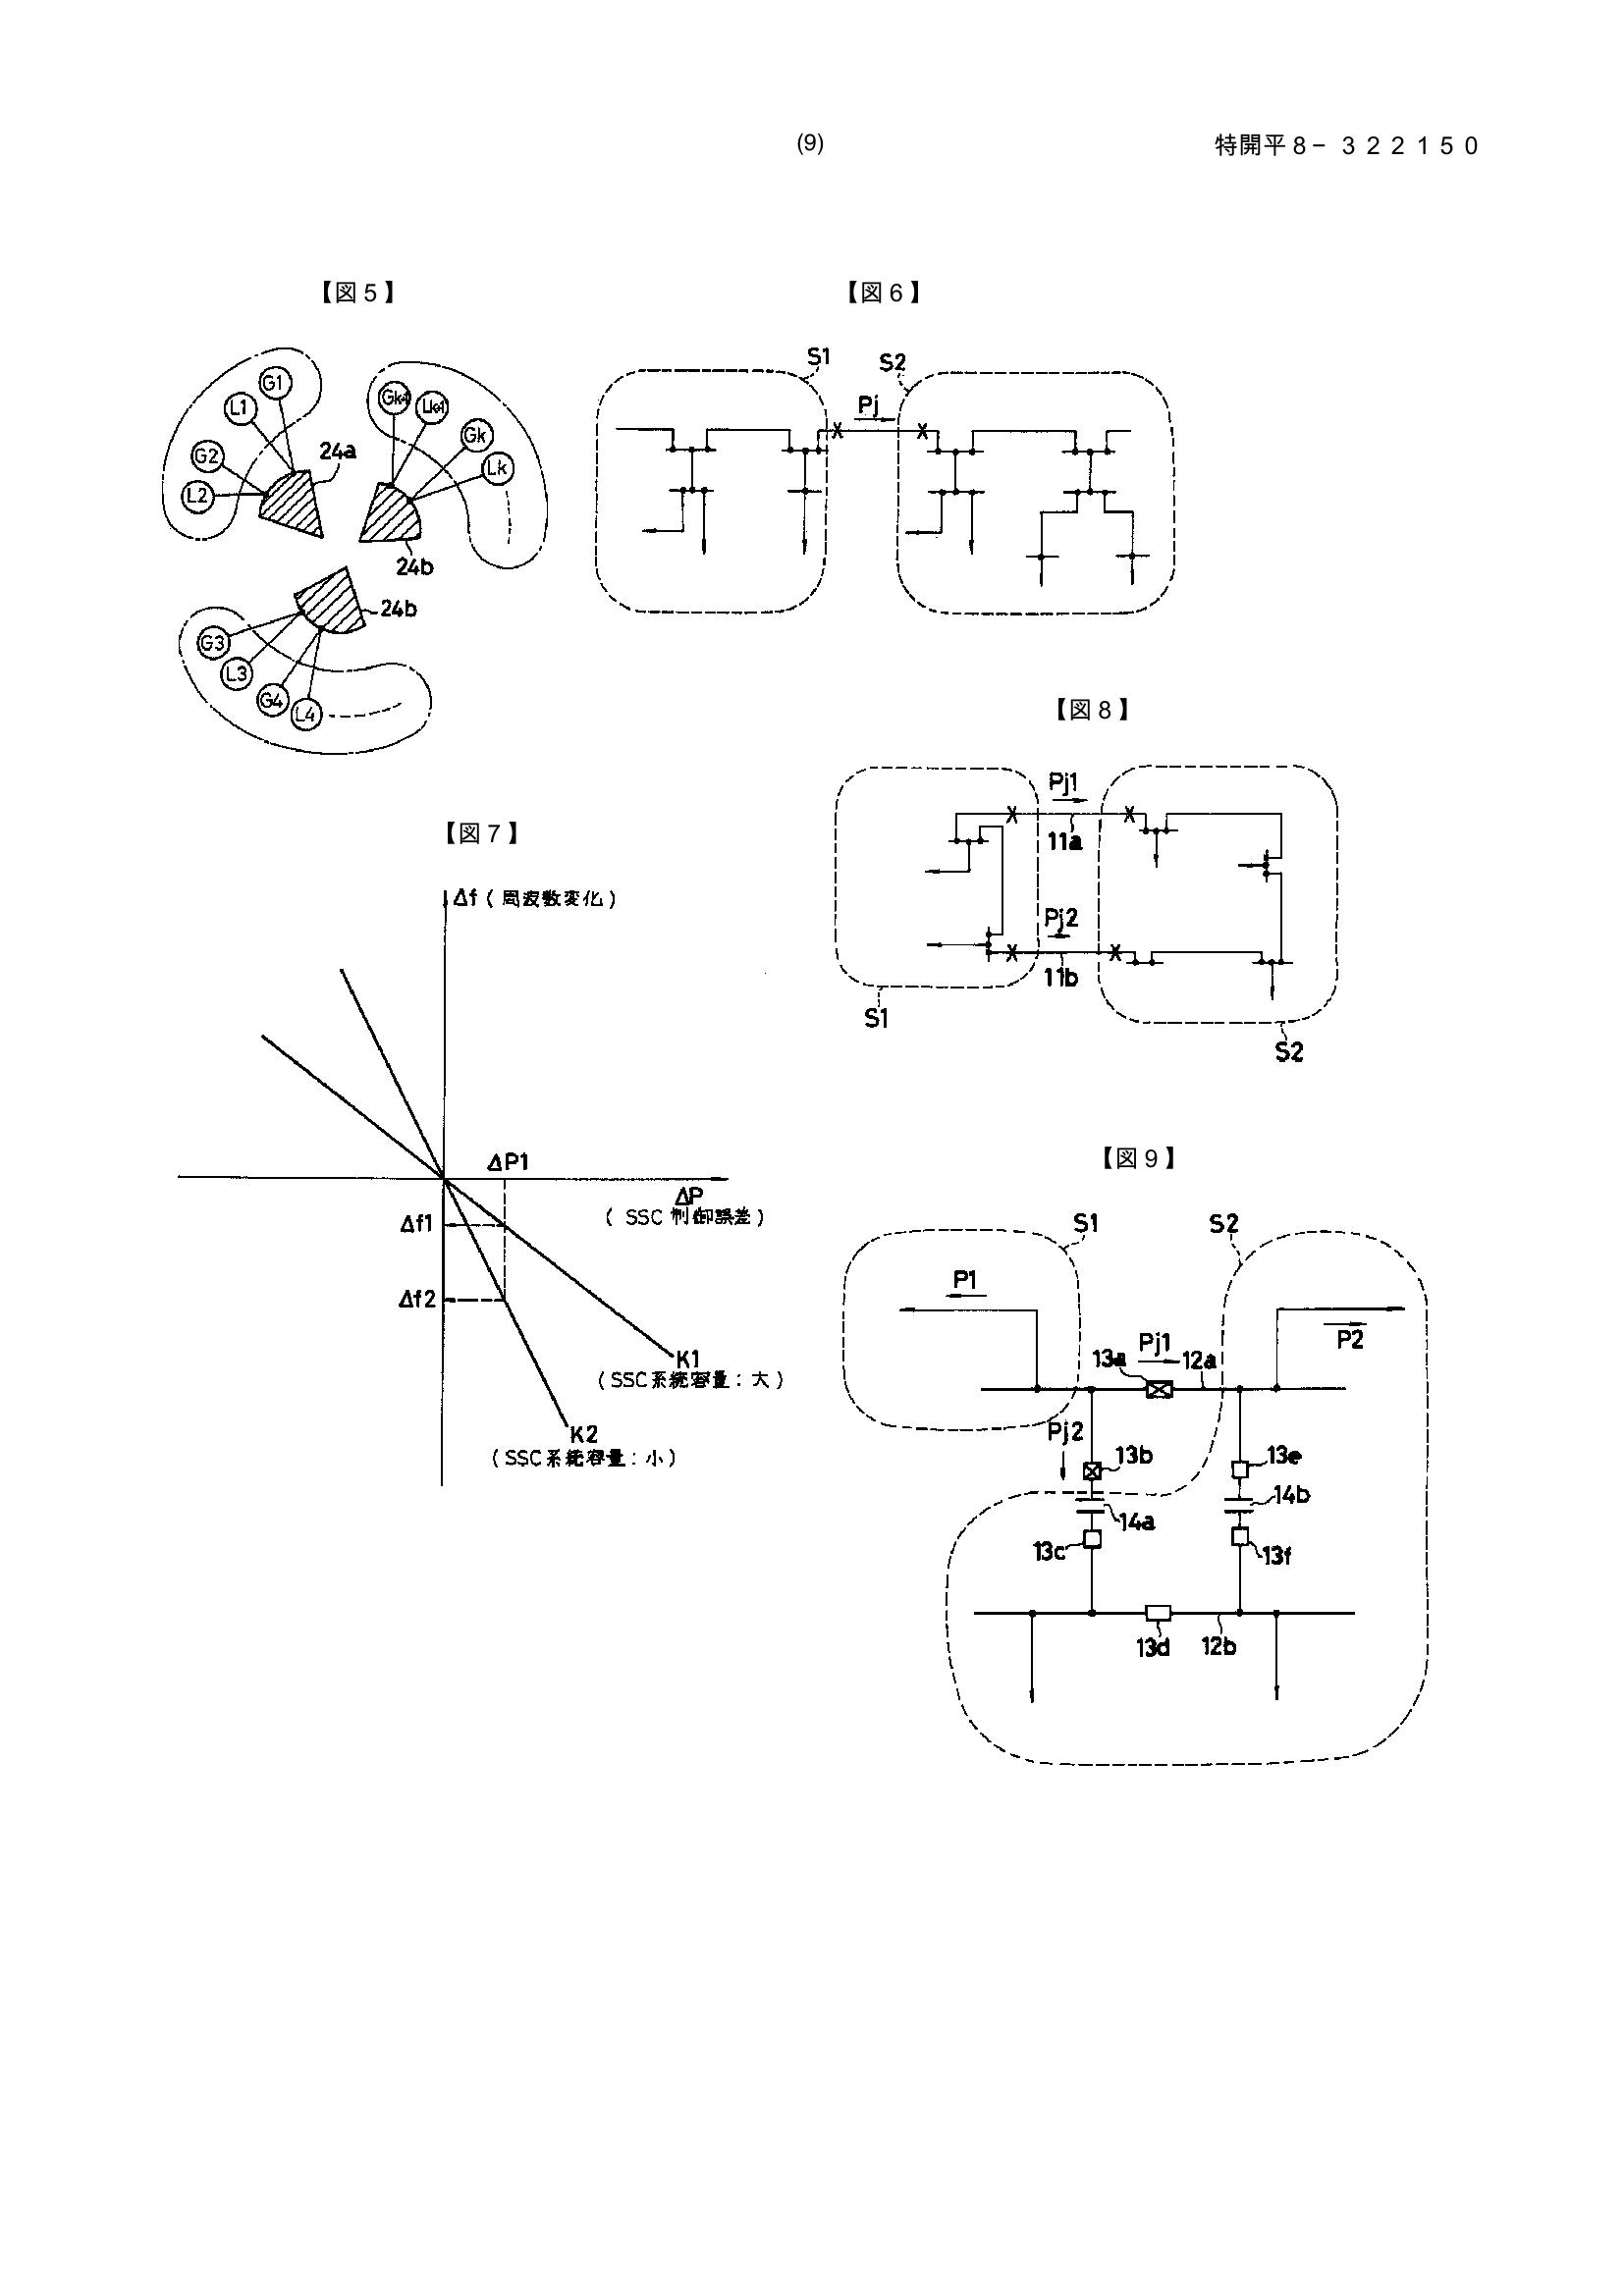 (9)
特開平8-322150
【図5】
G1
L1
G2
L2
24a
Gk
Lk
24b
24b
G3
L3
G4
L4
【図6】
S1
S2
Pj
【図8】
Pj1
11a
Pj2
11b
S1
S2
【図7】
Δf(周波数変化)
ΔP1
ΔP
(SSC制御誤差)
Δf1
Δf2
K1
(SSC系統容量:大)
K2
(SSC系統容量:小)
【図9】
S1
S2
P1
P2
Pj1
13a
12a
Pj2
13b
13e
14a
14b
13c
13f
13d
12b